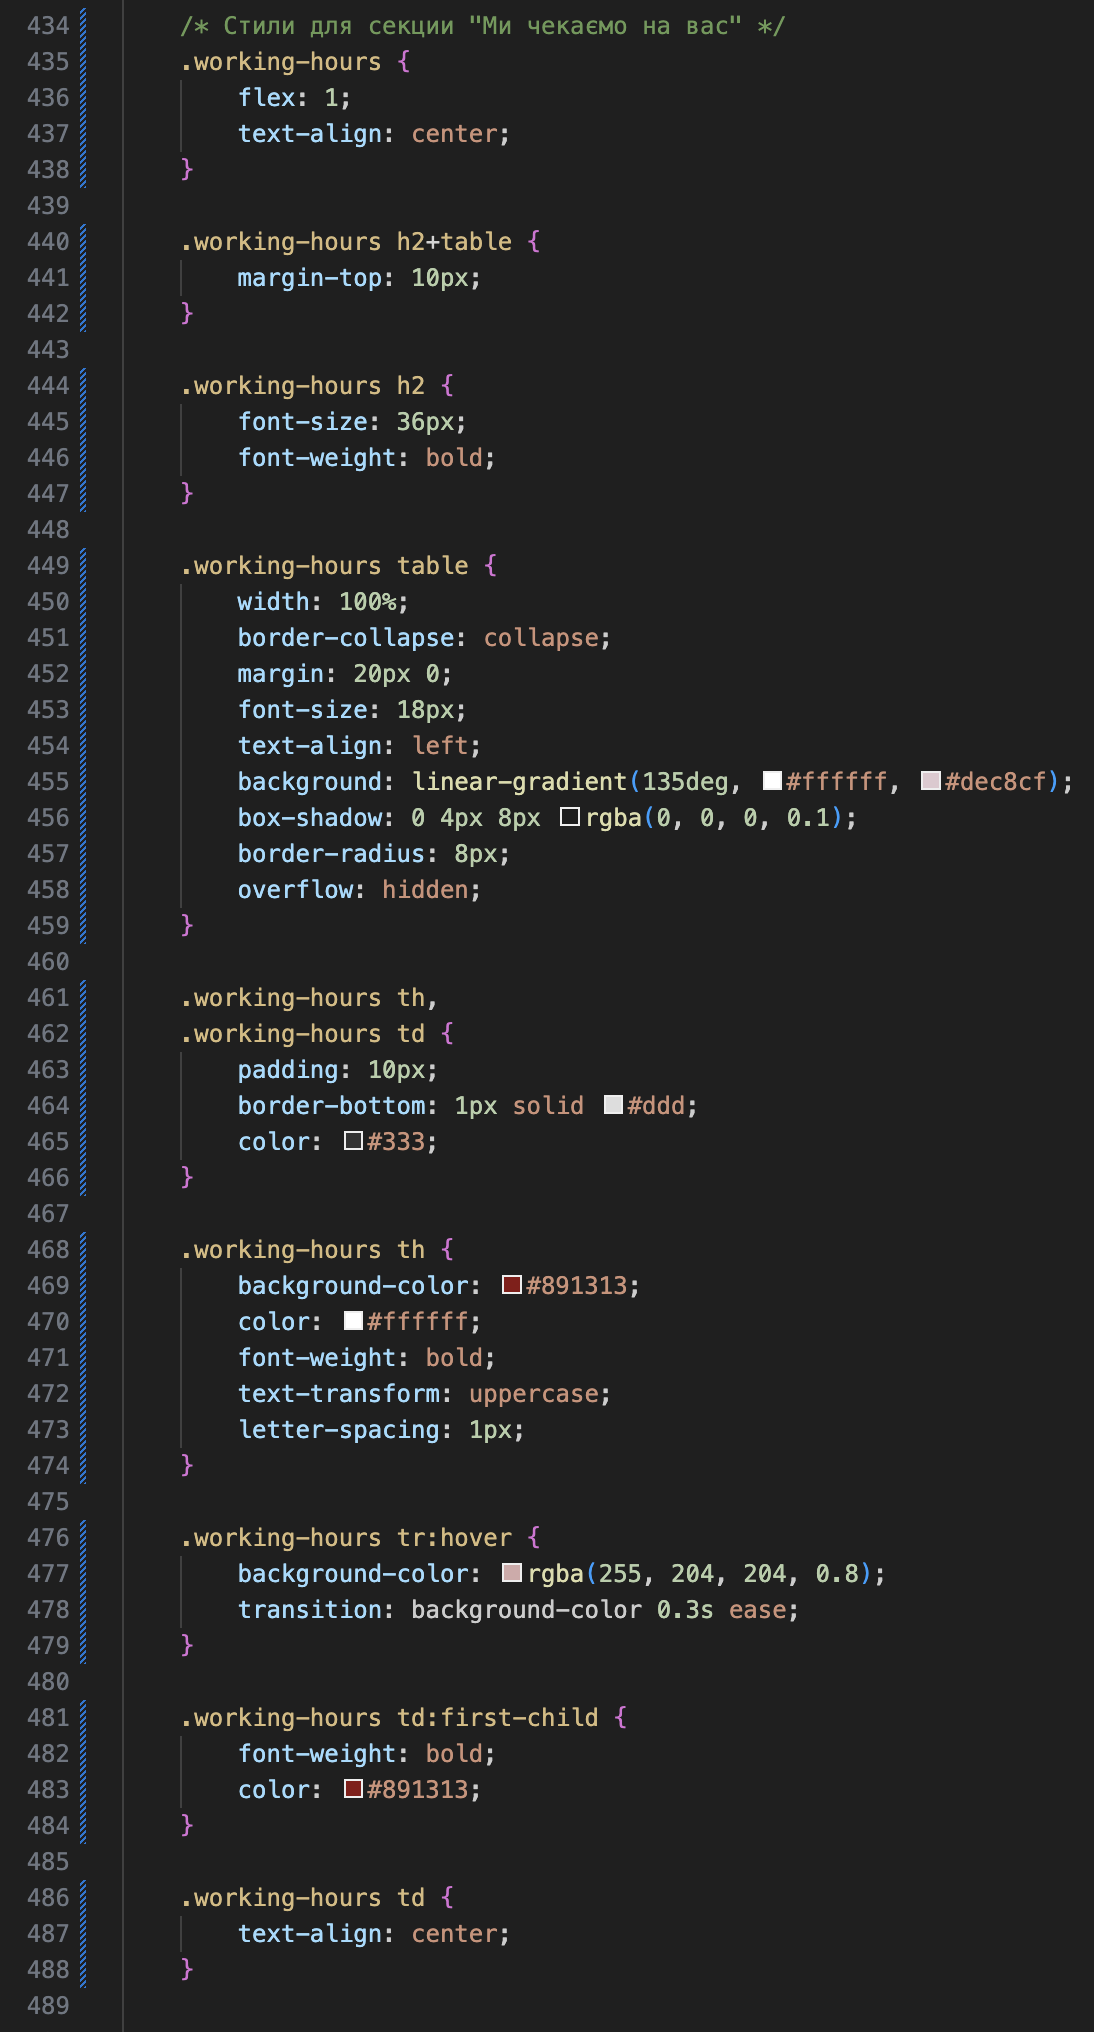 434 /* Стили для секции "Ми чекаємо на вас" */
435 .working-hours {
436 flex: 1;
437 text-align: center;
438 }
439
440 .working-hours h2+table {
441 margin-top: 10px;
442 }
443
444 .working-hours h2 {
445 font-size: 36px;
446 font-weight: bold;
447 }
448
449 .working-hours table {
450 width: 100%;
451 border-collapse: collapse;
452 margin: 20px 0;
453 font-size: 18px;
454 text-align: left;
455 background: linear-gradient(135deg, #ffffff, #dec8cf);
456 box-shadow: 0 4px 8px rgba(0, 0, 0, 0.1);
457 border-radius: 8px;
458 overflow: hidden;
459 }
460
461 .working-hours th,
462 .working-hours td {
463 padding: 10px;
464 border-bottom: 1px solid #ddd;
465 color: #333;
466 }
467
468 .working-hours th {
469 background-color: #891313;
470 color: #ffffff;
471 font-weight: bold;
472 text-transform: uppercase;
473 letter-spacing: 1px;
474 }
475
476 .working-hours tr:hover {
477 background-color: rgba(255, 204, 204, 0.8);
478 transition: background-color 0.3s ease;
479 }
480
481 .working-hours td:first-child {
482 font-weight: bold;
483 color: #891313;
484 }
485
486 .working-hours td {
487 text-align: center;
488 }
489